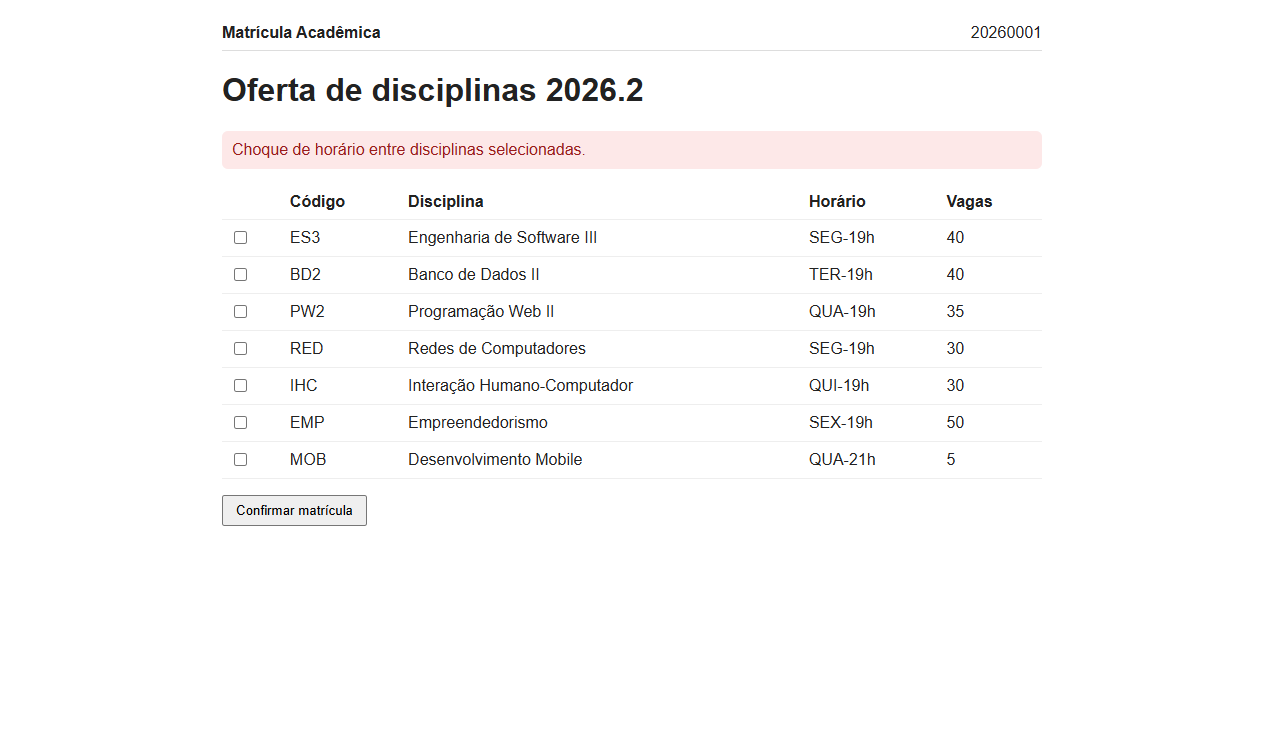 Matrícula Acadêmica 20260001
Oferta de disciplinas 2026.2
Choque de horário entre disciplinas selecionadas.
Código Disciplina Horário Vagas
ES3 Engenharia de Software III SEG-19h 40
BD2 Banco de Dados II TER-19h 40
PW2 Programação Web II QUA-19h 35
RED Redes de Computadores SEG-19h 30
IHC Interação Humano-Computador QUI-19h 30
EMP Empreendedorismo SEX-19h 50
MOB Desenvolvimento Mobile QUA-21h 5
Confirmar matrícula